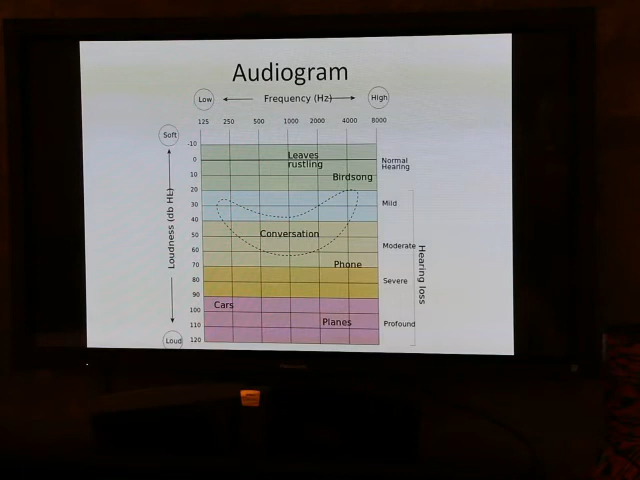 Audiogram
Low
Frequency (Hz)
High
125 250 500 1000 2000 4000 8000
Soft
-10
0
10
20
30
40
50
60
70
80
90
100
110
120
Loudness (db HL)
Loud
Leaves
rustling
Birdsong
Conversation
Phone
Cars
Planes
Normal
Hearing
Mild
Moderate
Severe
Profound
Hearing loss
Panasonic